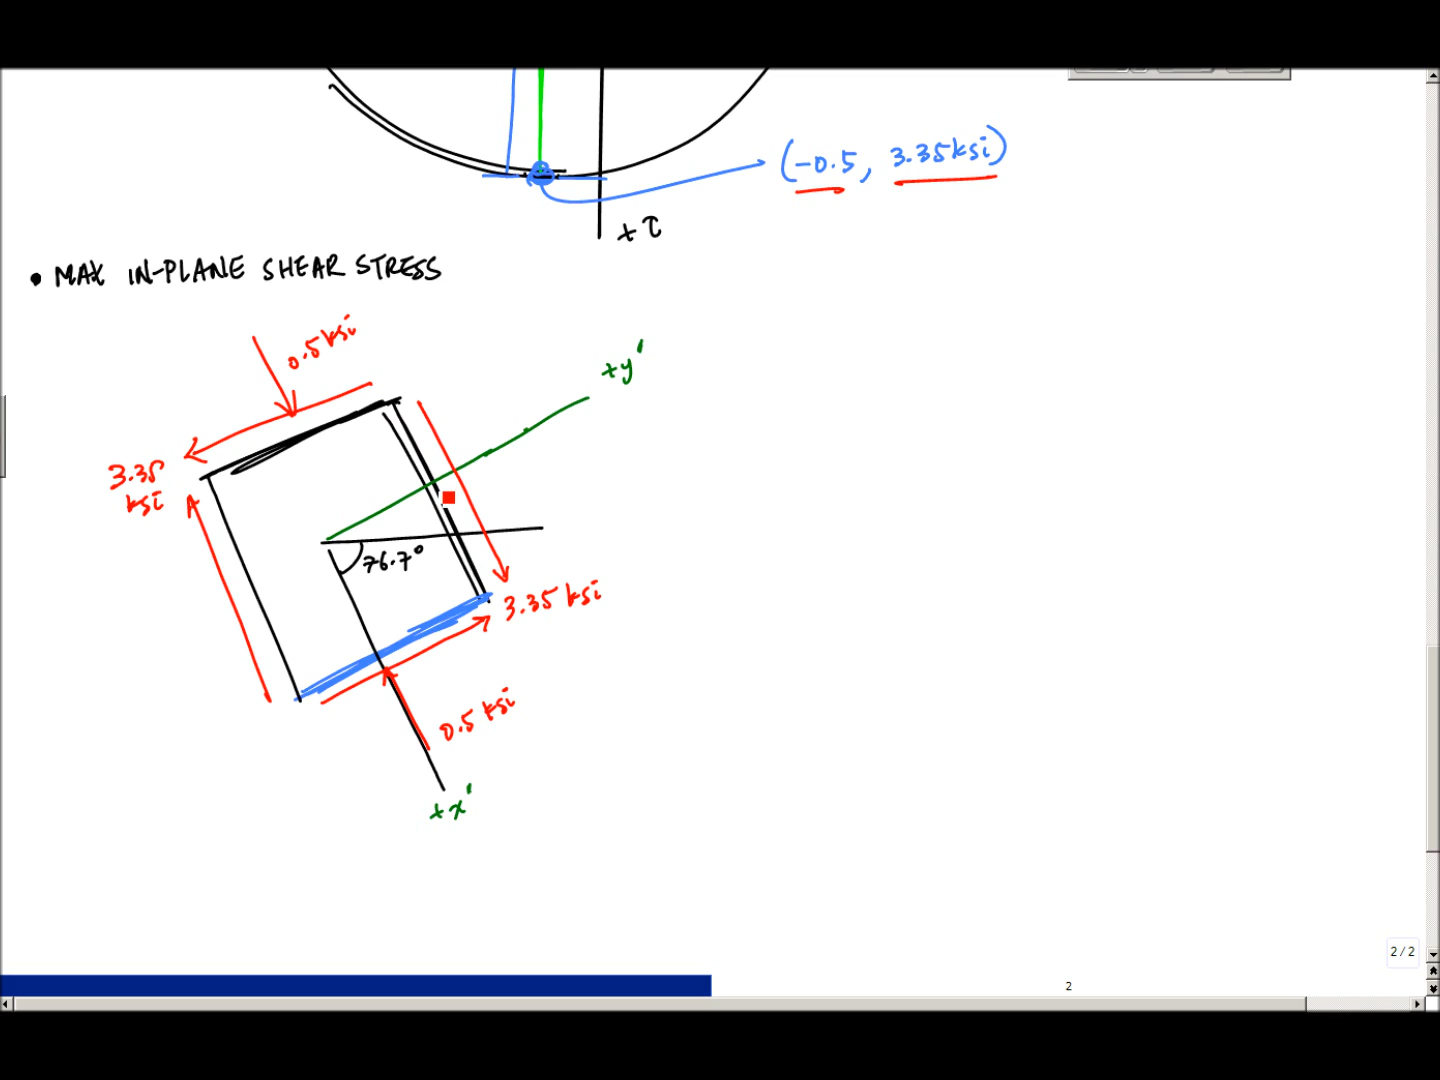 (-0.5, 3.35ksi)
+τ
• MAX IN-PLANE SHEAR STRESS
0.5ksi
+y'
3.35
ksi
76.7°
3.35 ksi
0.5 ksi
+x'
2 / 2
2